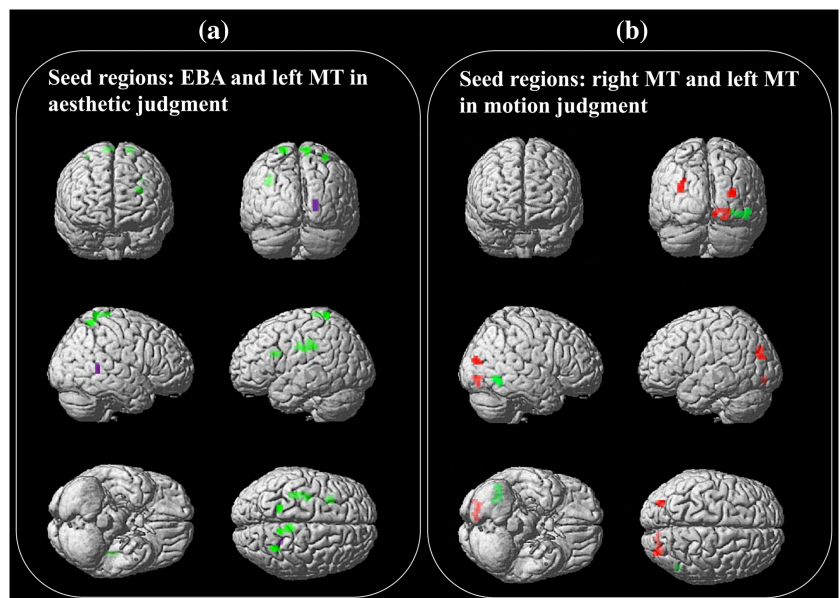 (a)
Seed regions: EBA and left MT in
aesthetic judgment
(b)
Seed regions: right MT and left MT
in motion judgment